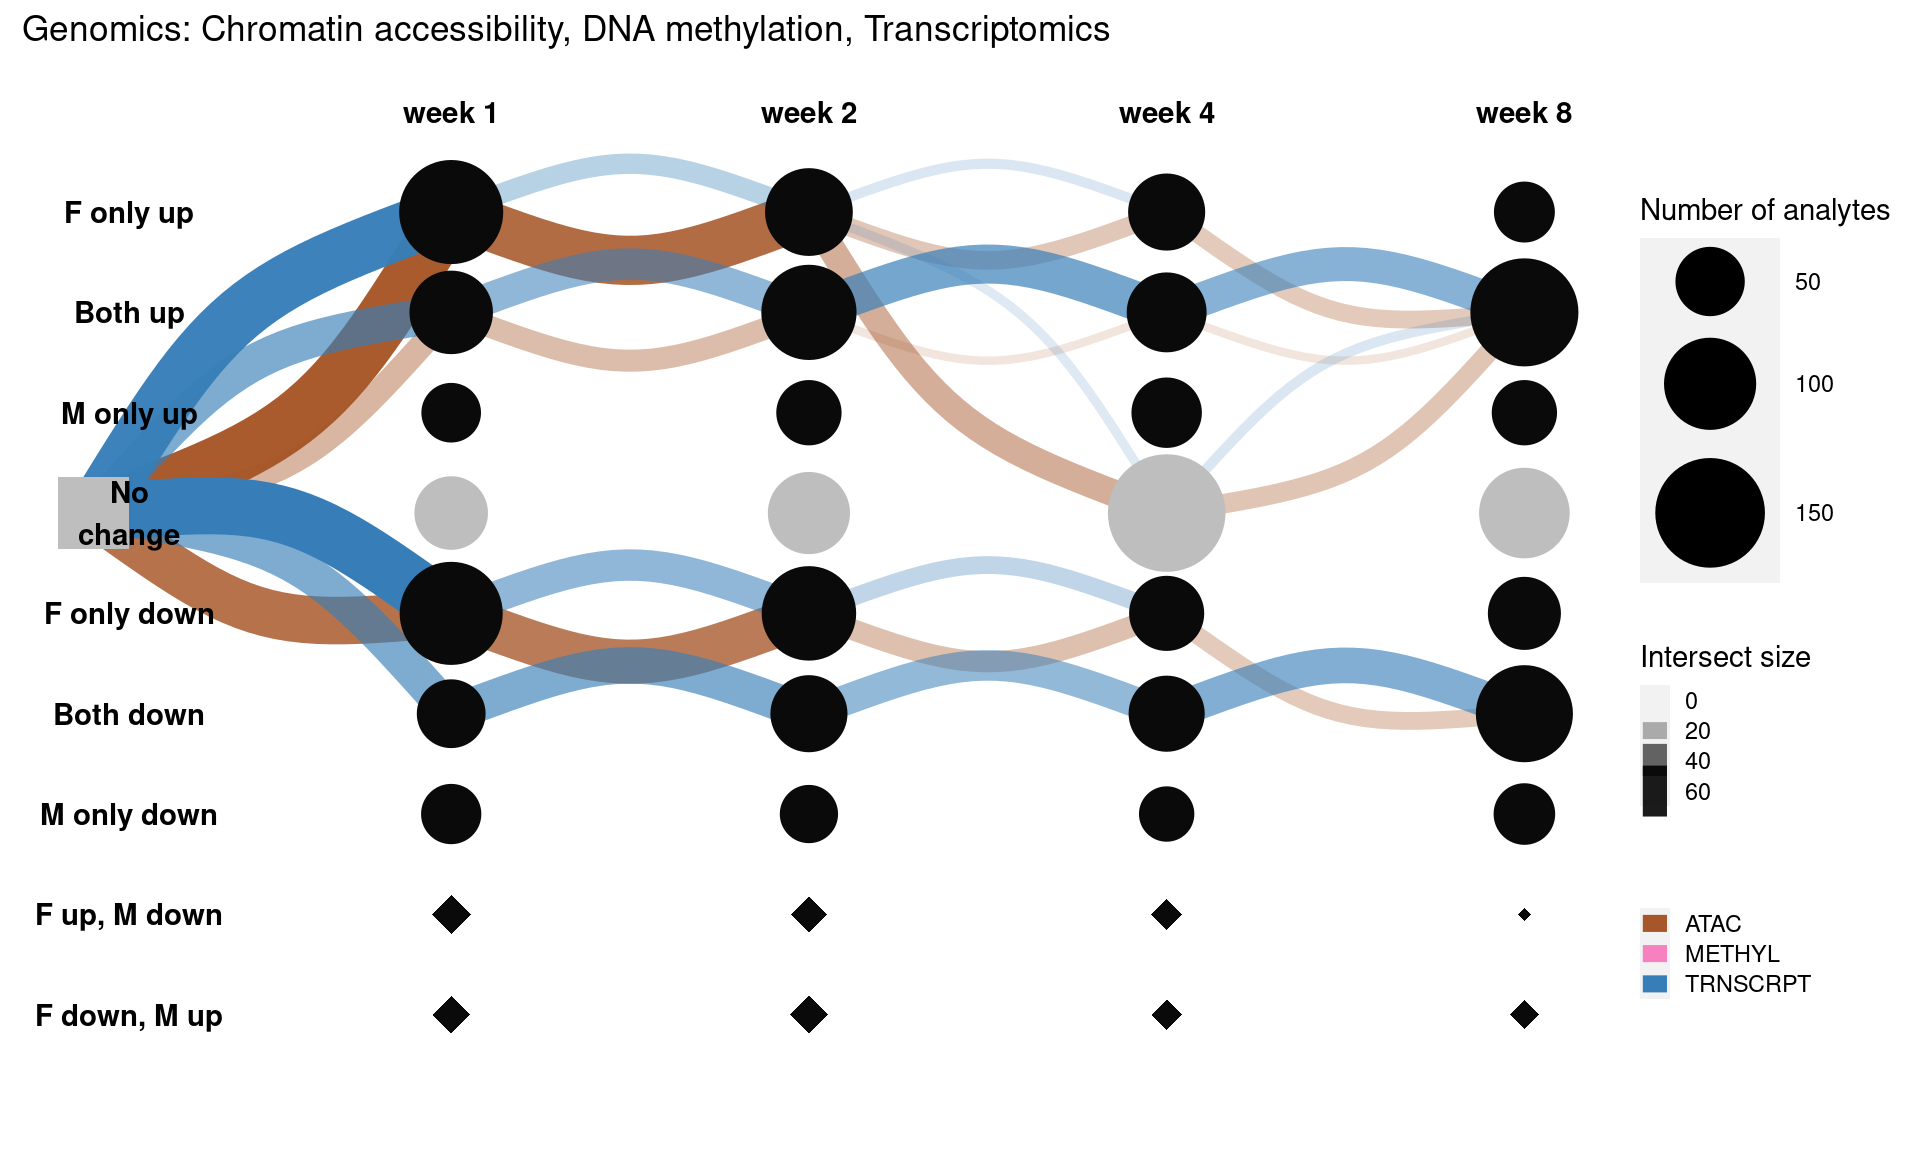 Genomics: Chromatin accessibility, DNA methylation, Transcriptomics
week 1
week 2
week 4
week 8
F only up
Both up
M only up
No
change
F only down
Both down
M only down
F up, M down
F down, M up
Number of analytes
50
100
150
Intersect size
0
20
40
60
ATAC
METHYL
TRNSCRPT